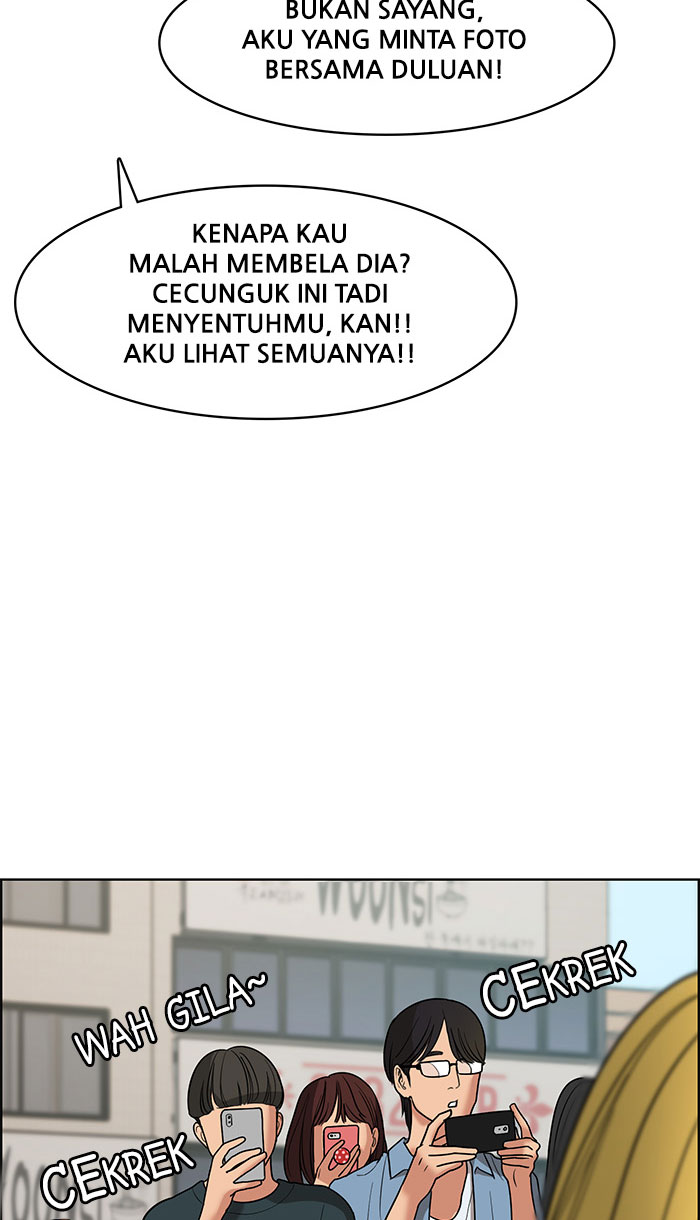 BUKAN SAYANG,
AKU YANG MINTA FOTO
BERSAMA DULUAN!
KENAPA KAU
MALAH MEMBELA DIA?
CECUNGUK INI TADI
MENYENTUHMU, KAN!!
AKU LIHAT SEMUANYA!!
WOONSI
WAH GILA~
CEKREK
CEKREK